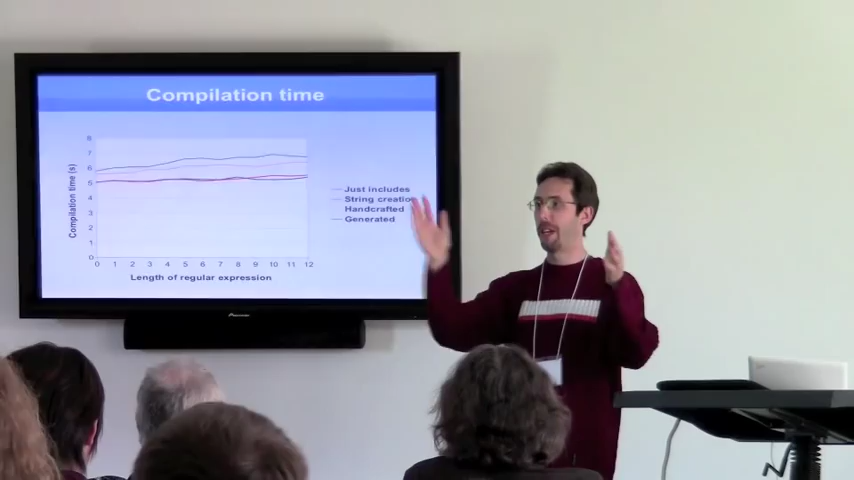 Compilation time
8
7
6
5
4
3
2
1
0
Compilation time (s)
0 1 2 3 4 5 6 7 8 9 10 11 12
Length of regular expression
Just includes
String creation
Handcrafted
Generated
Pioneer